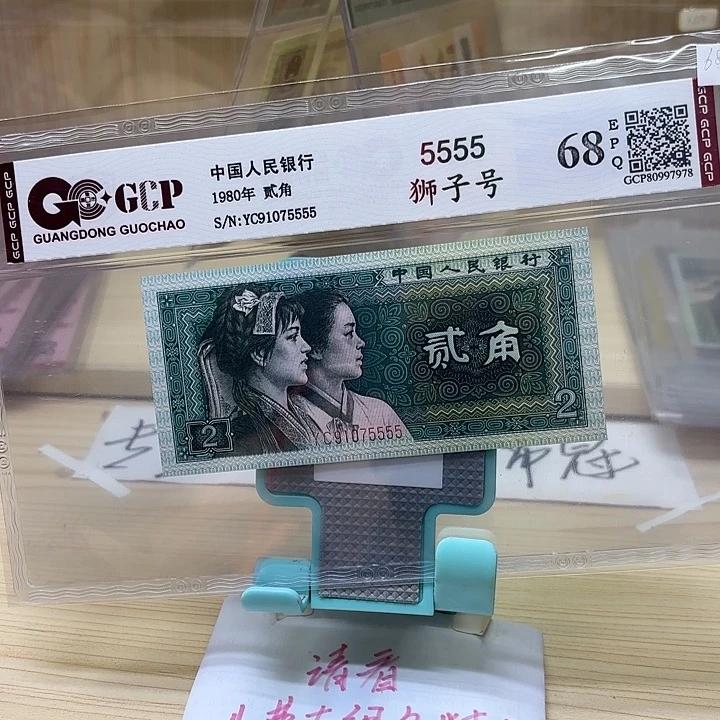 GCP GCP GCP
GCP
GUANGDONG GUOCHAO
中国人民银行
1980年 贰角
S/N:YC91075555
5555
狮子号
68
EPQ
GCP80997978
GCP GCP GCP
中国人民银行
贰角
2
2
YC91075555
请看